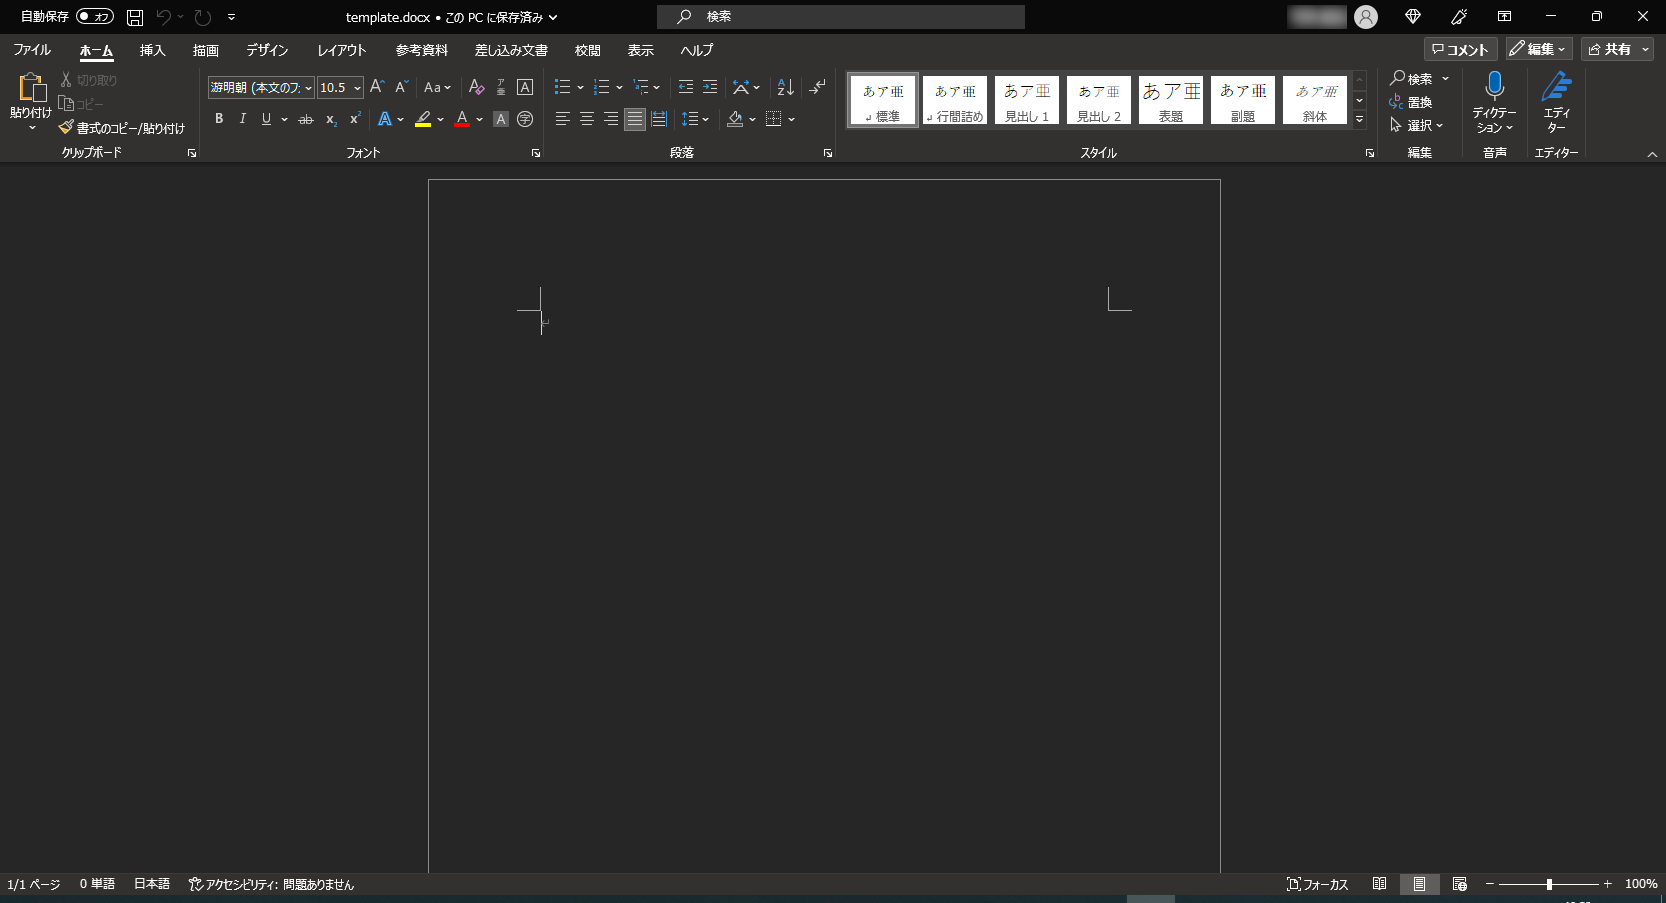 自動保存 オフ template.docx • この PC に保存済み 検索
ファイル ホーム 挿入 描画 デザイン レイアウト 参考資料 差し込み文書 校閲 表示 ヘルプ コメント 編集 共有
貼り付け
切り取り
コピー
書式のコピー/貼り付け
クリップボード
游明朝 (本文のフ 10.5 A A Aa A ア亜 A
B I U ab x₂ x² A A A 字
フォント
A Z
段落
あア亜 あア亜 あア亜 あア亜 あア亜 あア亜 あア亜
標準 行間詰め 見出し 1 見出し 2 表題 副題 斜体
スタイル
検索
置換
選択
編集
ディクテー
ション
音声
エディ
ター
エディター
1/1 ページ 0 単語 日本語 アクセシビリティ: 問題ありません フォーカス 100%